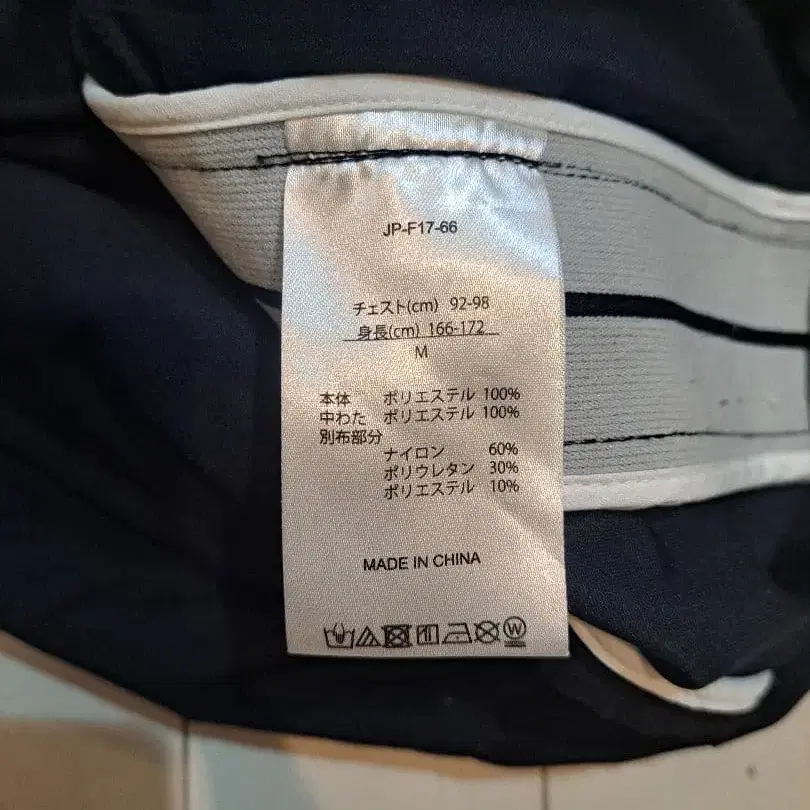 JP-F17-66
チェスト(cm) 92-98
身長(cm) 166-172
M
本体 ポリエステル 100%
中わた ポリエステル 100%
別布部分
ナイロン 60%
ポリウレタン 30%
ポリエステル 10%
MADE IN CHINA
W